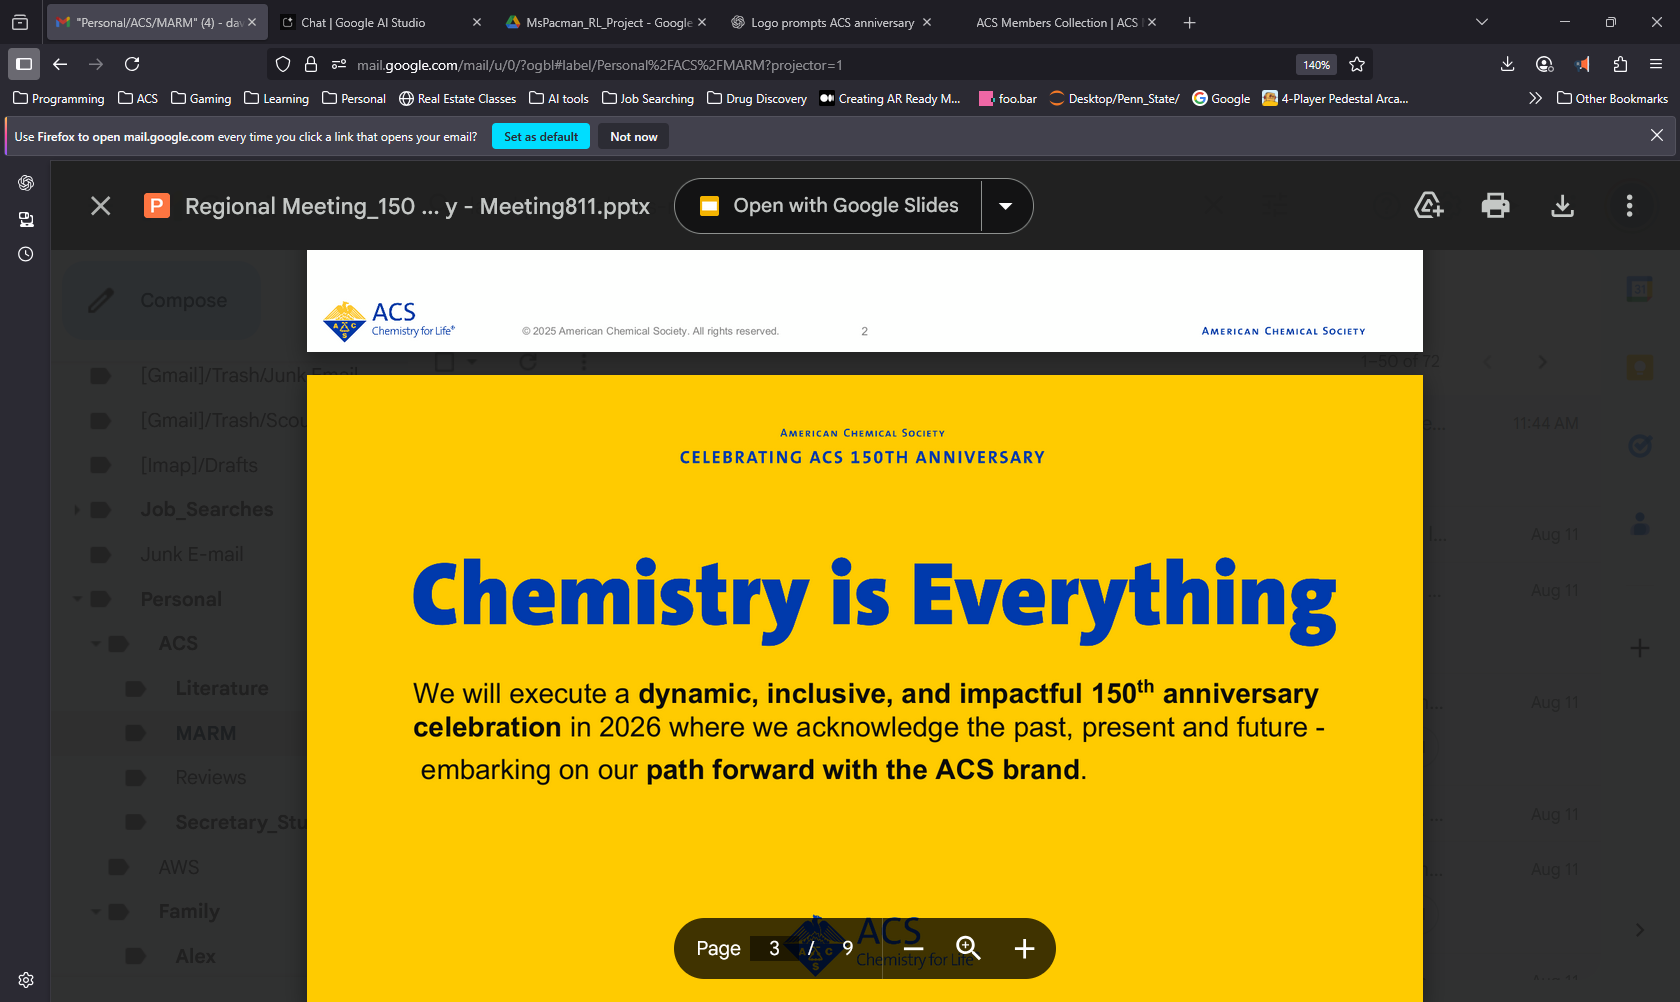 "Personal/ACS/MARM" (4) - dav
Chat | Google AI Studio
MsPacman_RL_Project - Google
Logo prompts ACS anniversary
ACS Members Collection | ACS
mail.google.com/mail/u/0/?ogbl#label/Personal%2FACS%2FMARM?projector=1
140%
Programming
ACS
Gaming
Learning
Personal
Real Estate Classes
AI tools
Job Searching
Drug Discovery
Creating AR Ready M...
foo.bar
Desktop/Penn_State/
Google
4-Player Pedestal Arca...
Other Bookmarks
Use Firefox to open mail.google.com every time you click a link that opens your email?
Set as default
Not now
P
Regional Meeting_150 ... y - Meeting811.pptx
Open with Google Slides
Compose
31
A C S
S
ACS
Chemistry for Life®
© 2025 American Chemical Society. All rights reserved.
2
American Chemical Society
1–50 of 72
[Gmail]/Trash/Junk Email
[Gmail]/Trash/Scou
e...
11:44 AM
[Imap]/Drafts
Job_Searches
Junk E-mail
Personal
ACS
Literature
MARM
Reviews
Secretary_Stu
AWS
Family
Alex
American Chemical Society
CELEBRATING ACS 150TH ANNIVERSARY
Chemistry is Everything
We will execute a dynamic, inclusive, and impactful 150th anniversary
celebration in 2026 where we acknowledge the past, present and future -
embarking on our path forward with the ACS brand.
l...
Aug 11
...
Aug 11
...
Aug 11
...
Aug 11
...
Aug 11
ACS
Chemistry for Life
Page 3 / 9